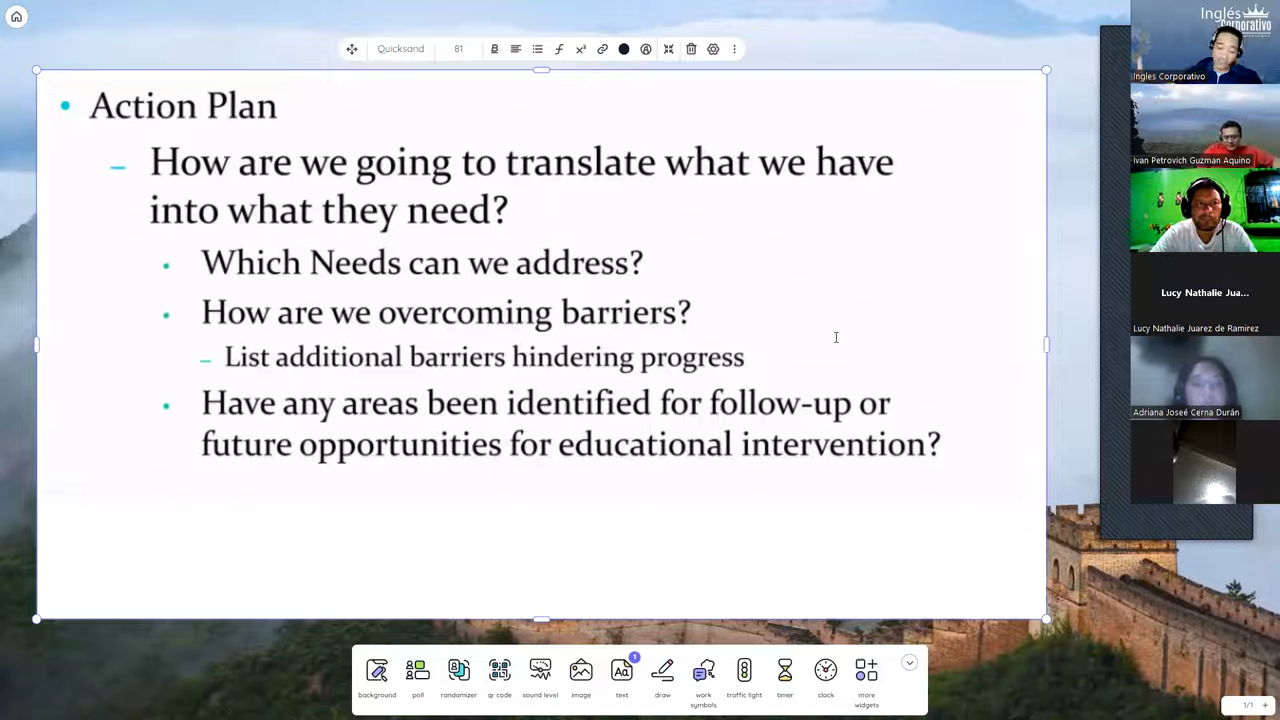 Quicksand
81
Action Plan
How are we going to translate what we have
into what they need?
Which Needs can we address?
How are we overcoming barriers?
List additional barriers hindering progress
Have any areas been identified for follow-up or
future opportunities for educational intervention?
Inglés
Corporativo
Ingles Corporativo
Ivan Petrovich Guzman Aquino
Lucy Nathalie Jua...
Lucy Nathalie Juarez de Ramirez
Adriana Joseé Cerna Durán
1
background
poll
randomizer
qr code
sound level
image
text
draw
work
symbols
traffic light
timer
clock
more
widgets
1/1